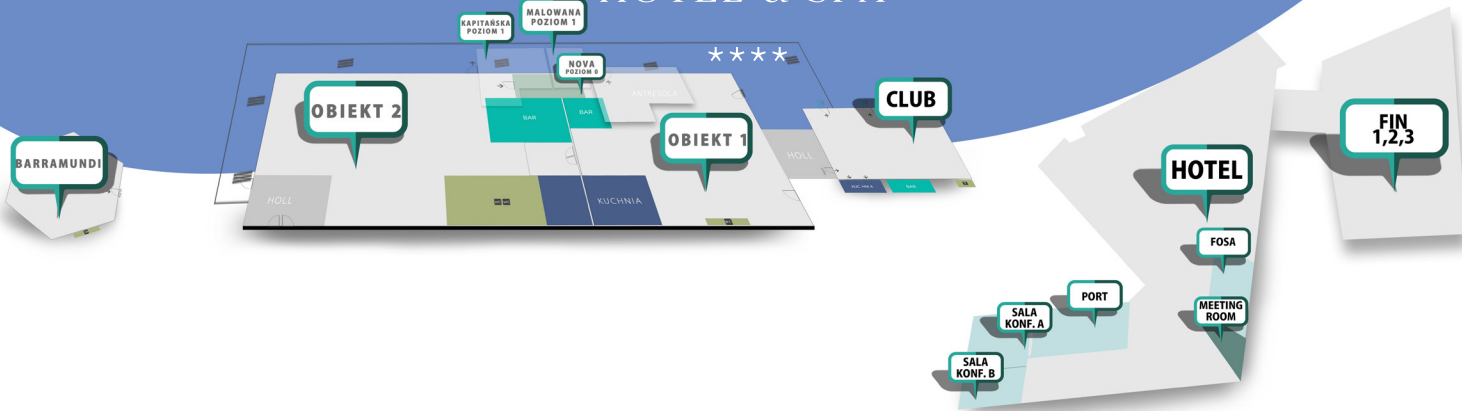 HOTEL & SPA
****
KAPITAŃSKA
POZIOM 1
MALOWANA
POZIOM 1
NOVA
POZIOM 0
ANTRESOLA
OBIEKT 2
BAR
BAR
OBIEKT 1
CLUB
FIN
1,2,3
BARRAMUNDI
HOLL
HOTEL
KUCHNIA
BAR
HOLL
KUCHNIA
FOSA
PORT
MEETING
ROOM
SALA
KONF. A
SALA
KONF. B